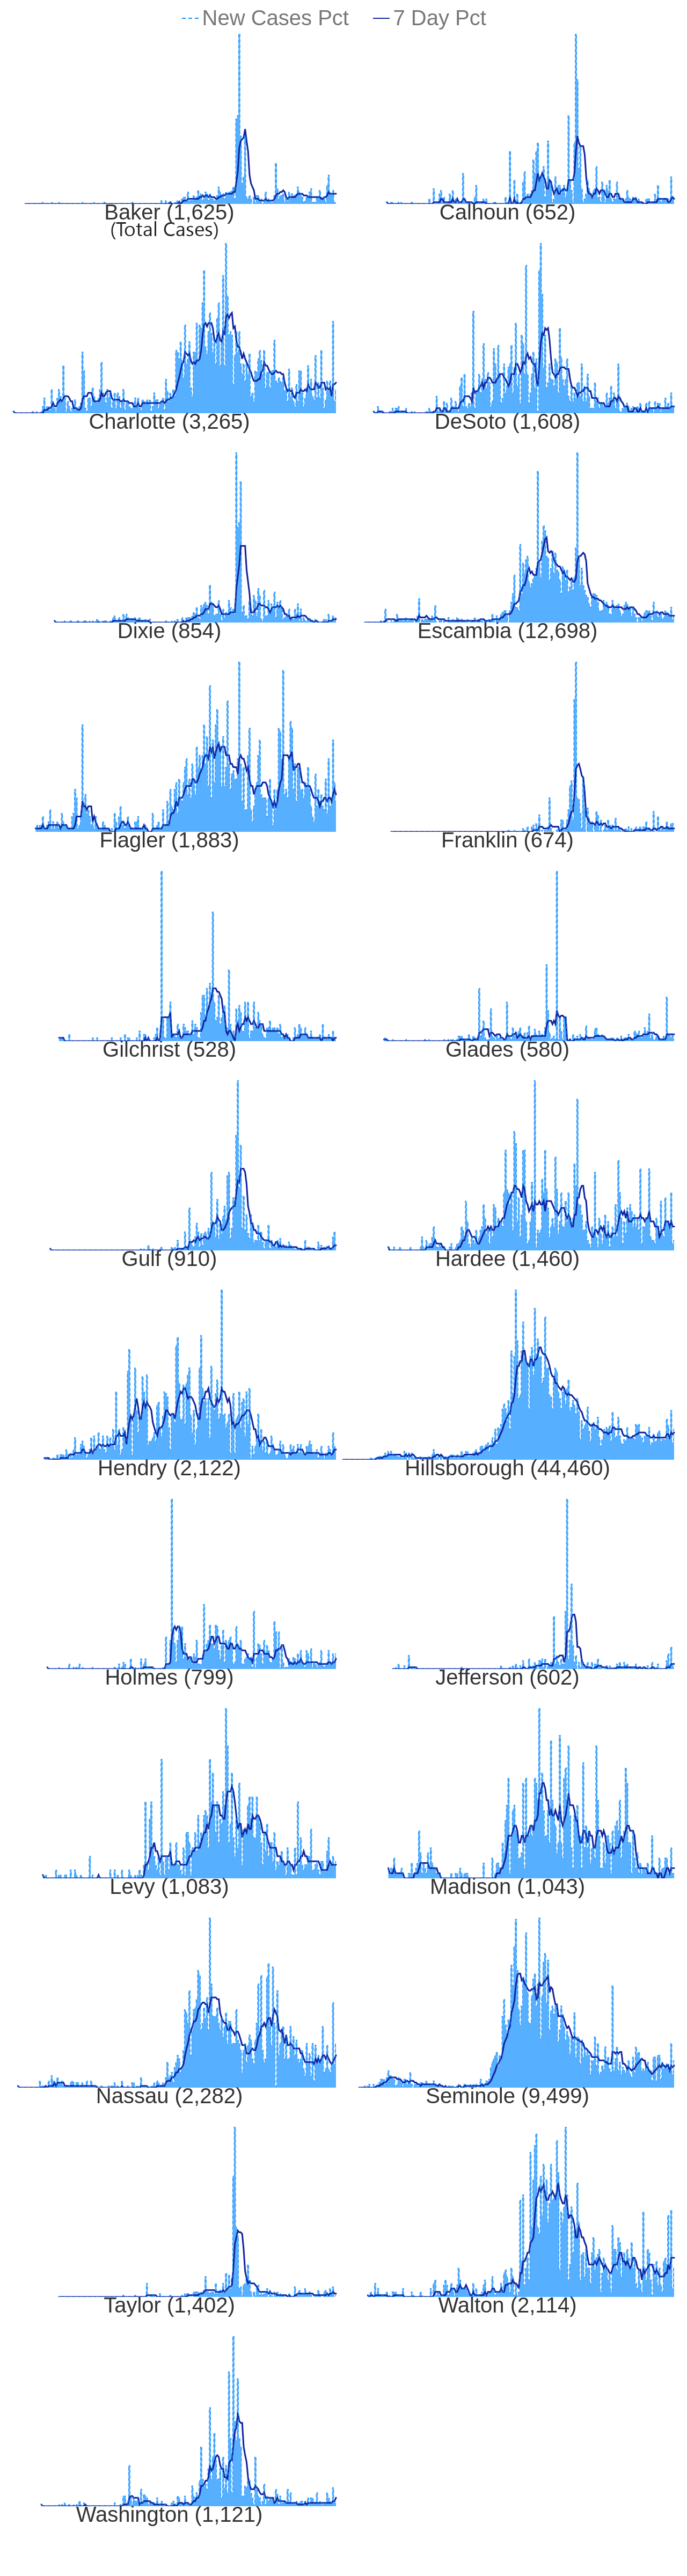 New Cases Pct 7 Day Pct
Baker (1,625) Calhoun (652)
(Total Cases)
Charlotte (3,265) DeSoto (1,608)
Dixie (854) Escambia (12,698)
Flagler (1,883) Franklin (674)
Gilchrist (528) Glades (580)
Gulf (910) Hardee (1,460)
Hendry (2,122) Hillsborough (44,460)
Holmes (799) Jefferson (602)
Levy (1,083) Madison (1,043)
Nassau (2,282) Seminole (9,499)
Taylor (1,402) Walton (2,114)
Washington (1,121)